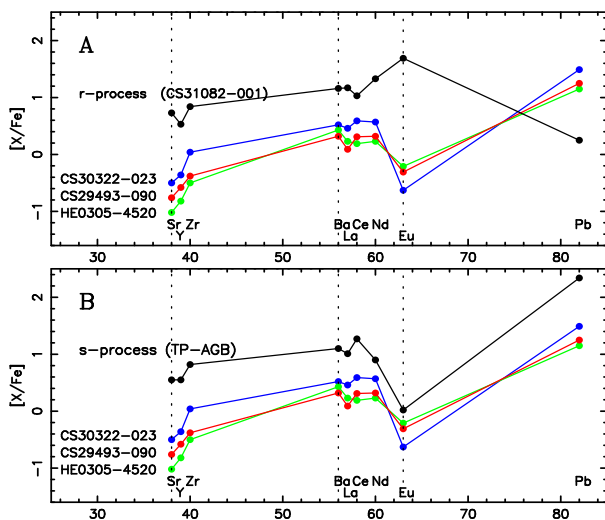 2
1
0
−1
[X/Fe]
A
r−process (CS31082−001)
CS30322−023
CS29493−090
HE0305−4520
Sr Zr
Y
Ba Ce Nd
La
Eu
Pb
30 40 50 60 70 80
2
1
0
−1
[X/Fe]
B
s−process (TP−AGB)
CS30322−023
CS29493−090
HE0305−4520
Sr Zr
Y
Ba Ce Nd
La
Eu
Pb
30 40 50 60 70 80